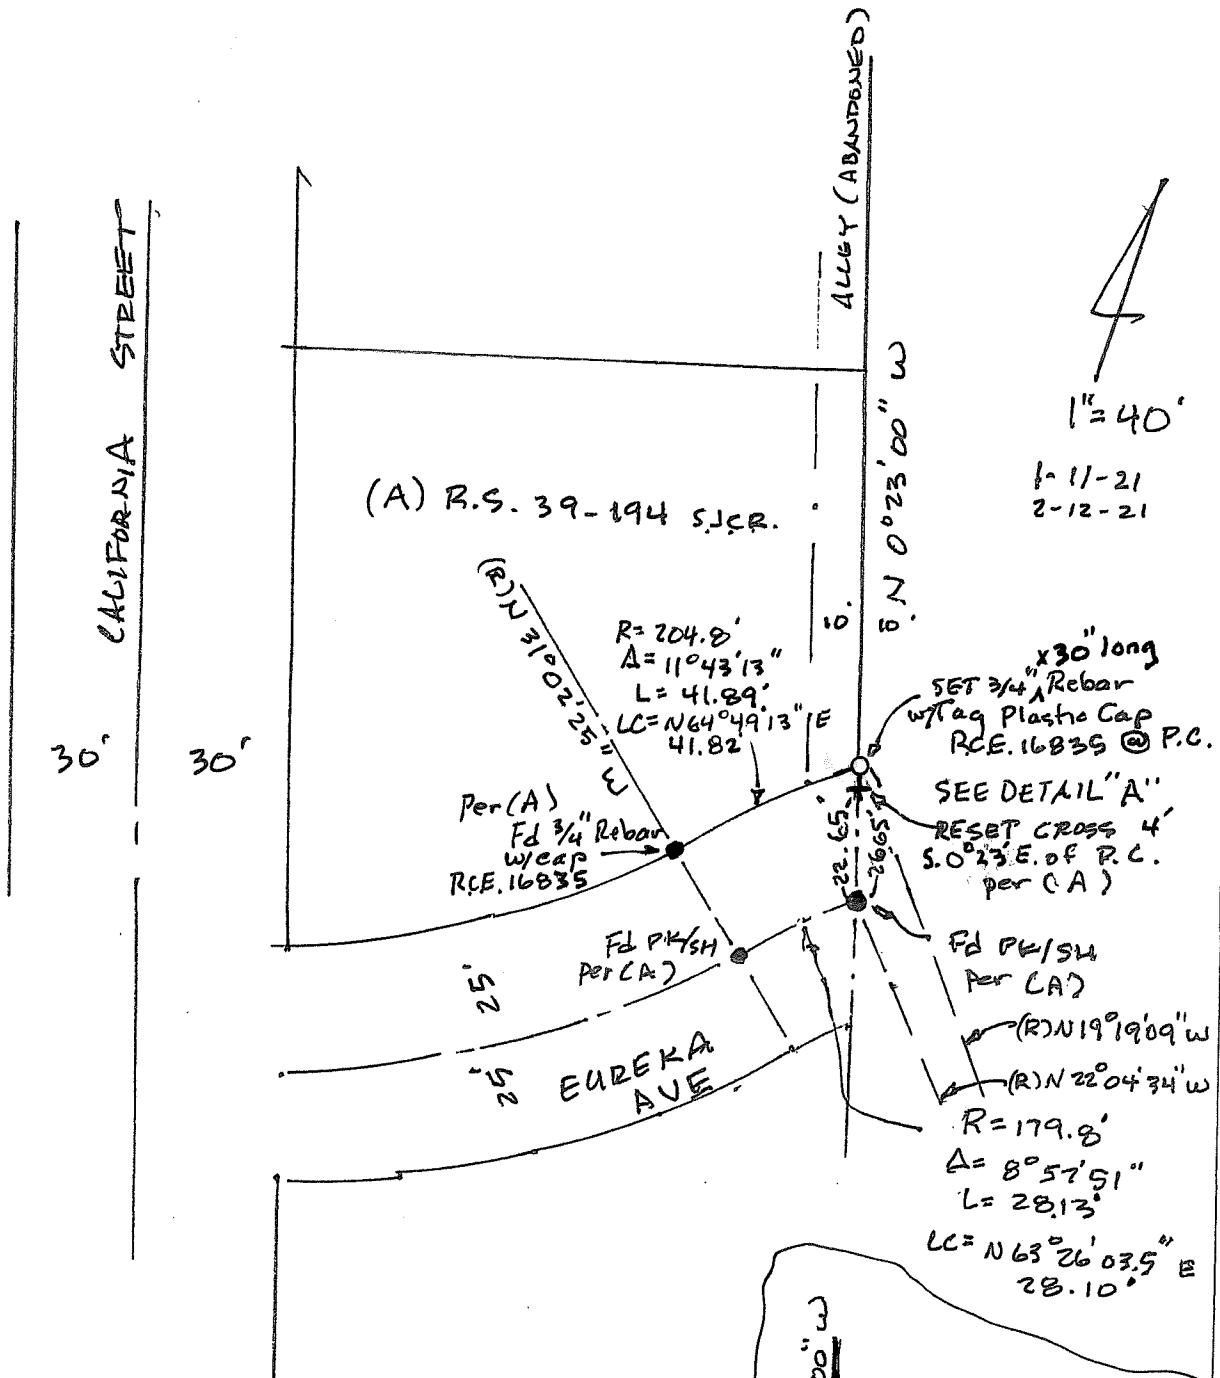 ALLEY (ABANDONED)
CALIFORNIA STREET
1"=40'
1-11-21
2-12-21
(A) R.S. 39-194 S.J.C.R.
N 0°23'00" W
(R) N 31°02'25" W
R= 204.8'
Δ= 11°43'13"
L= 41.89'
LC= N64°49'13" E
41.82'
10.
x30" long
SET 3/4" Rebar
w/Tag Plastic Cap
R.C.E. 16835 @ P.C.
SEE DETAIL "A"
RESET CROSS 4'
S.0°23'E. of P.C.
per (A)
30'
30'
Per (A)
Fd 3/4" Rebar
w/cap
R.C.E. 16835
22.65'
26.65'
Fd PK/SH
Per (A)
Fd PK/SH
Per (A)
25'
25'
EUREKA
AVE
(R) N 19°19'09" W
(R) N 22°04'34" W
R= 179.8'
Δ= 8°57'51"
L= 28.13'
LC= N 63°26'03.5" E
28.10'
00" W